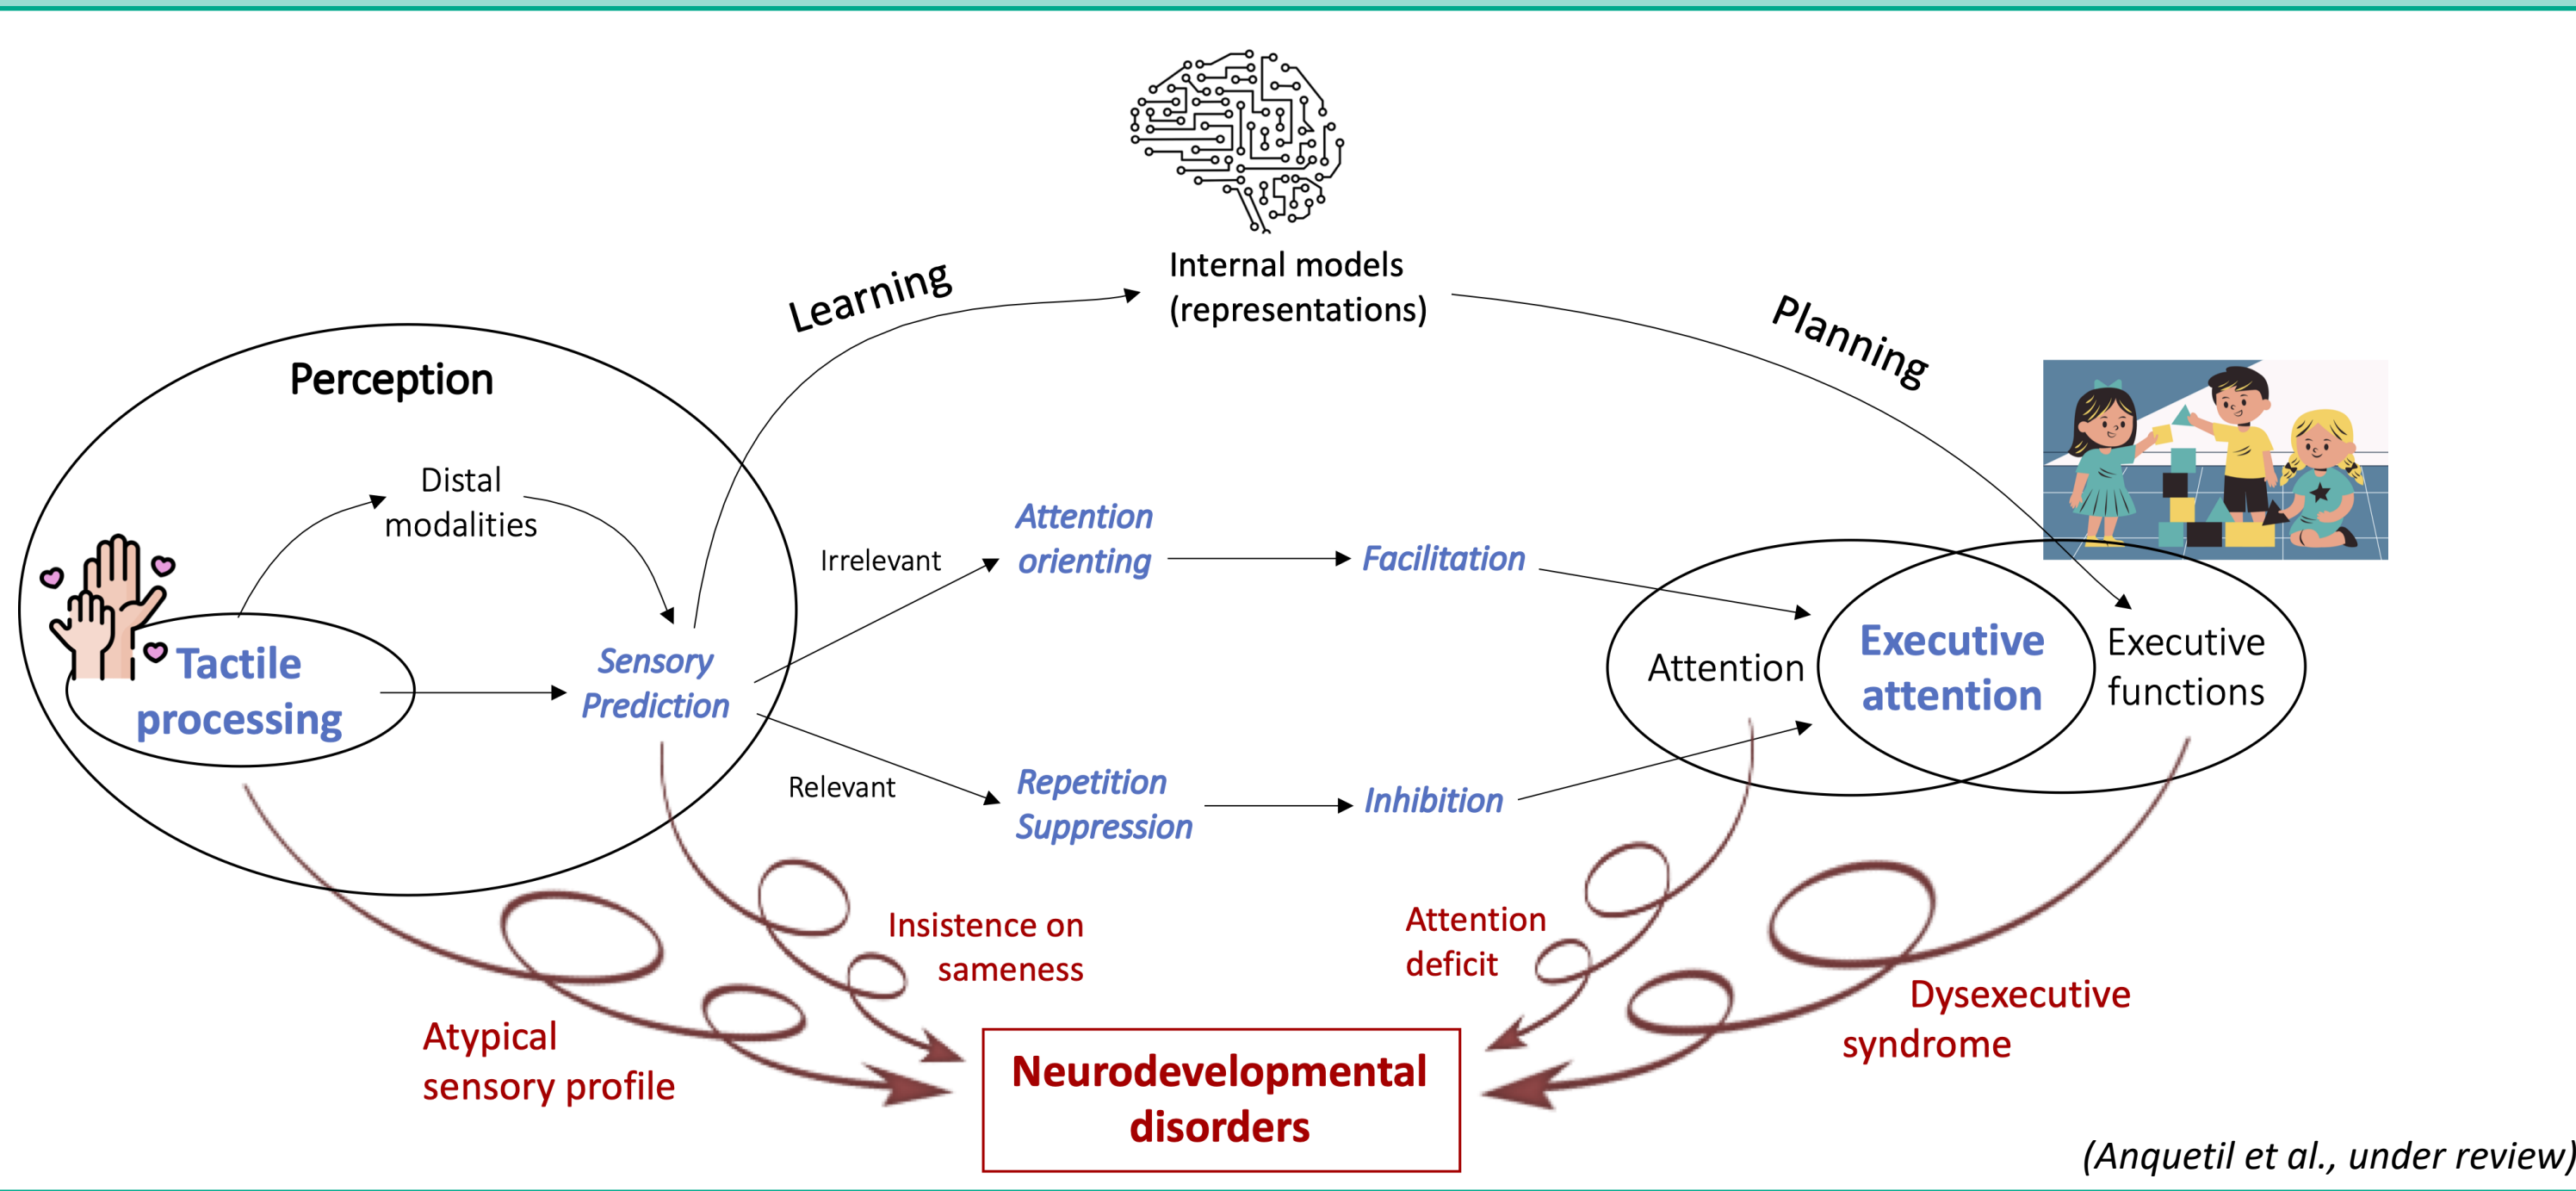 Internal models
(representations)
Learning
Planning
Perception
Distal
modalities
Tactile
processing
Sensory
Prediction
Irrelevant
Attention
orienting
Facilitation
Relevant
Repetition
Suppression
Inhibition
Attention
Executive
attention
Executive
functions
Atypical
sensory profile
Insistence on
sameness
Attention
deficit
Dysexecutive
syndrome
Neurodevelopmental
disorders
(Anquetil et al., under review)